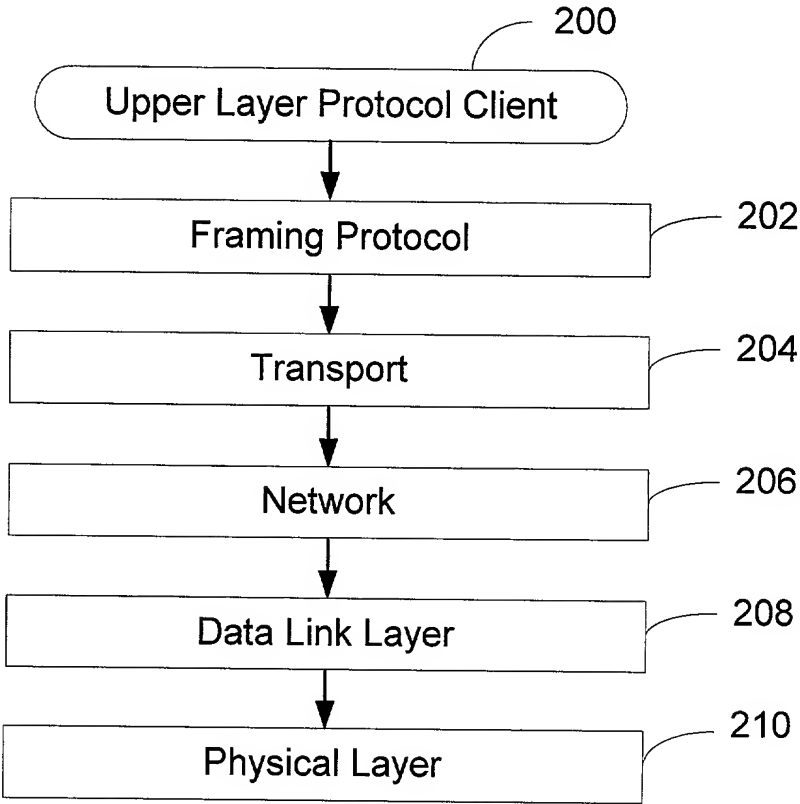 200
Upper Layer Protocol Client
202
Framing Protocol
204
Transport
206
Network
208
Data Link Layer
210
Physical Layer